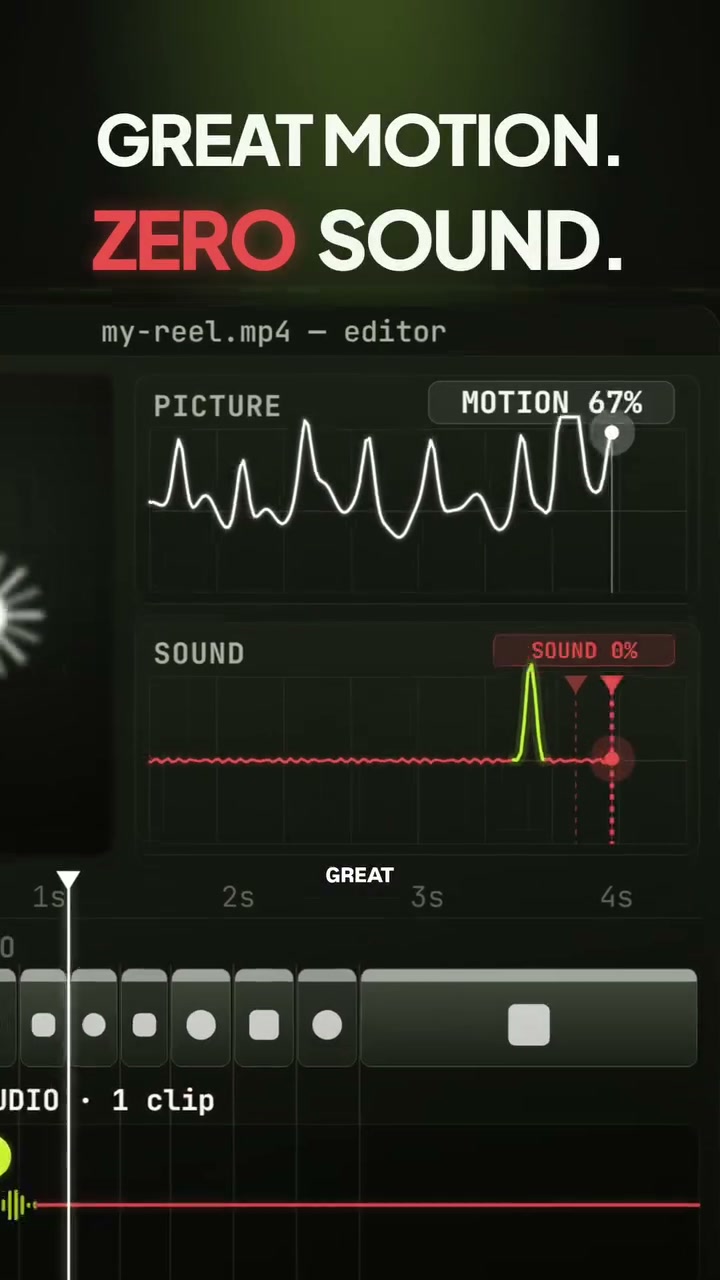 GREAT MOTION.
ZERO SOUND.
my-reel.mp4 — editor
PICTURE
MOTION 67%
SOUND
SOUND 0%
GREAT
1s 2s 3s 4s
O
UDIO · 1 clip